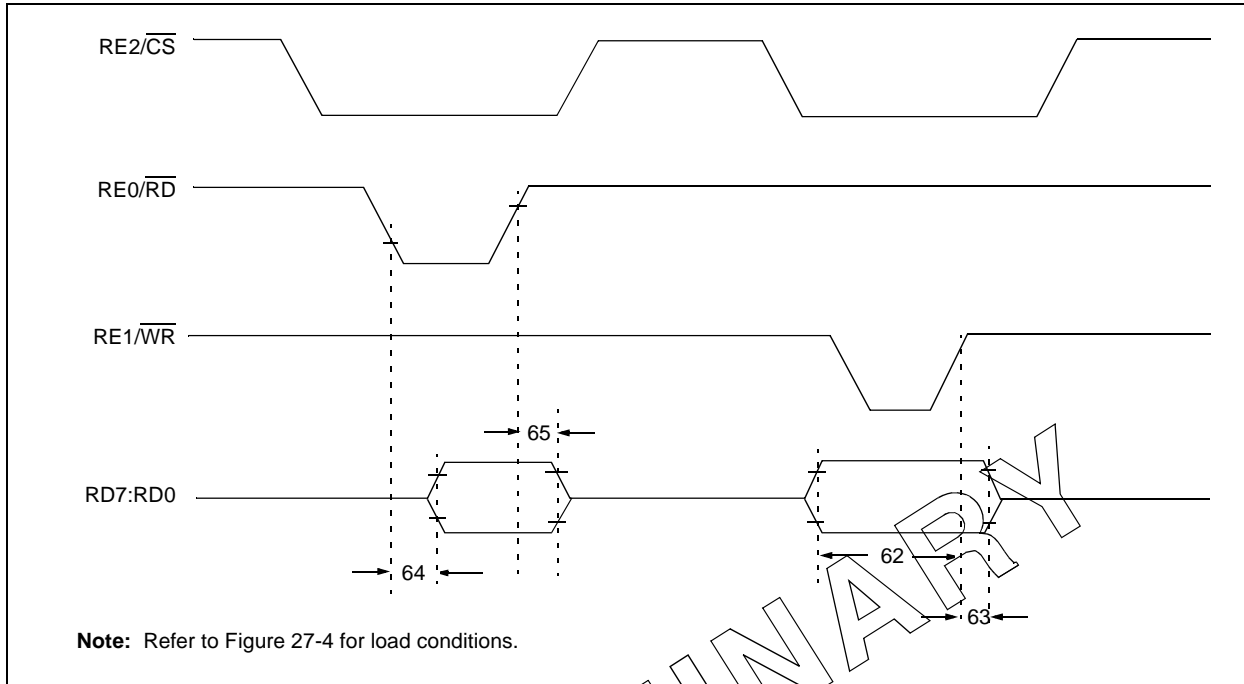 RE2/CS
RE0/RD
RE1/WR
65
RD7:RD0
62
64
63
Note: Refer to Figure 27-4 for load conditions.
INARY